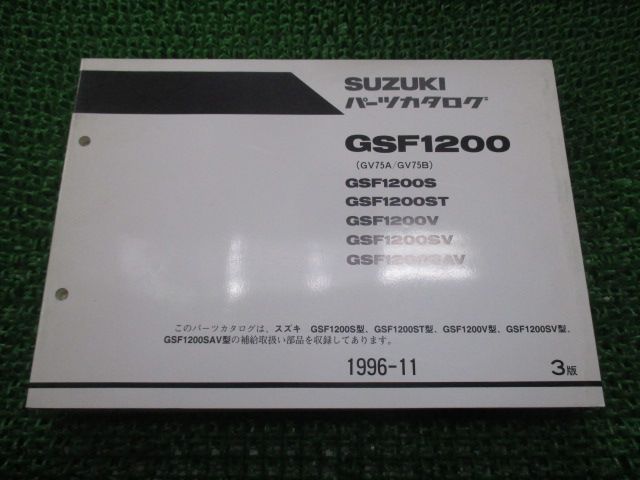 SUZUKI
パーツカタログ
GSF1200
(GV75A/GV75B)
GSF1200S
GSF1200ST
GSF1200V
GSF1200SV
GSF1200SAV
このパーツカタログは、スズキ GSF1200S型、GSF1200ST型、GSF1200V型、GSF1200SV型、
GSF1200SAV型の補給取扱い部品を収録してあります。
1996-11
3版